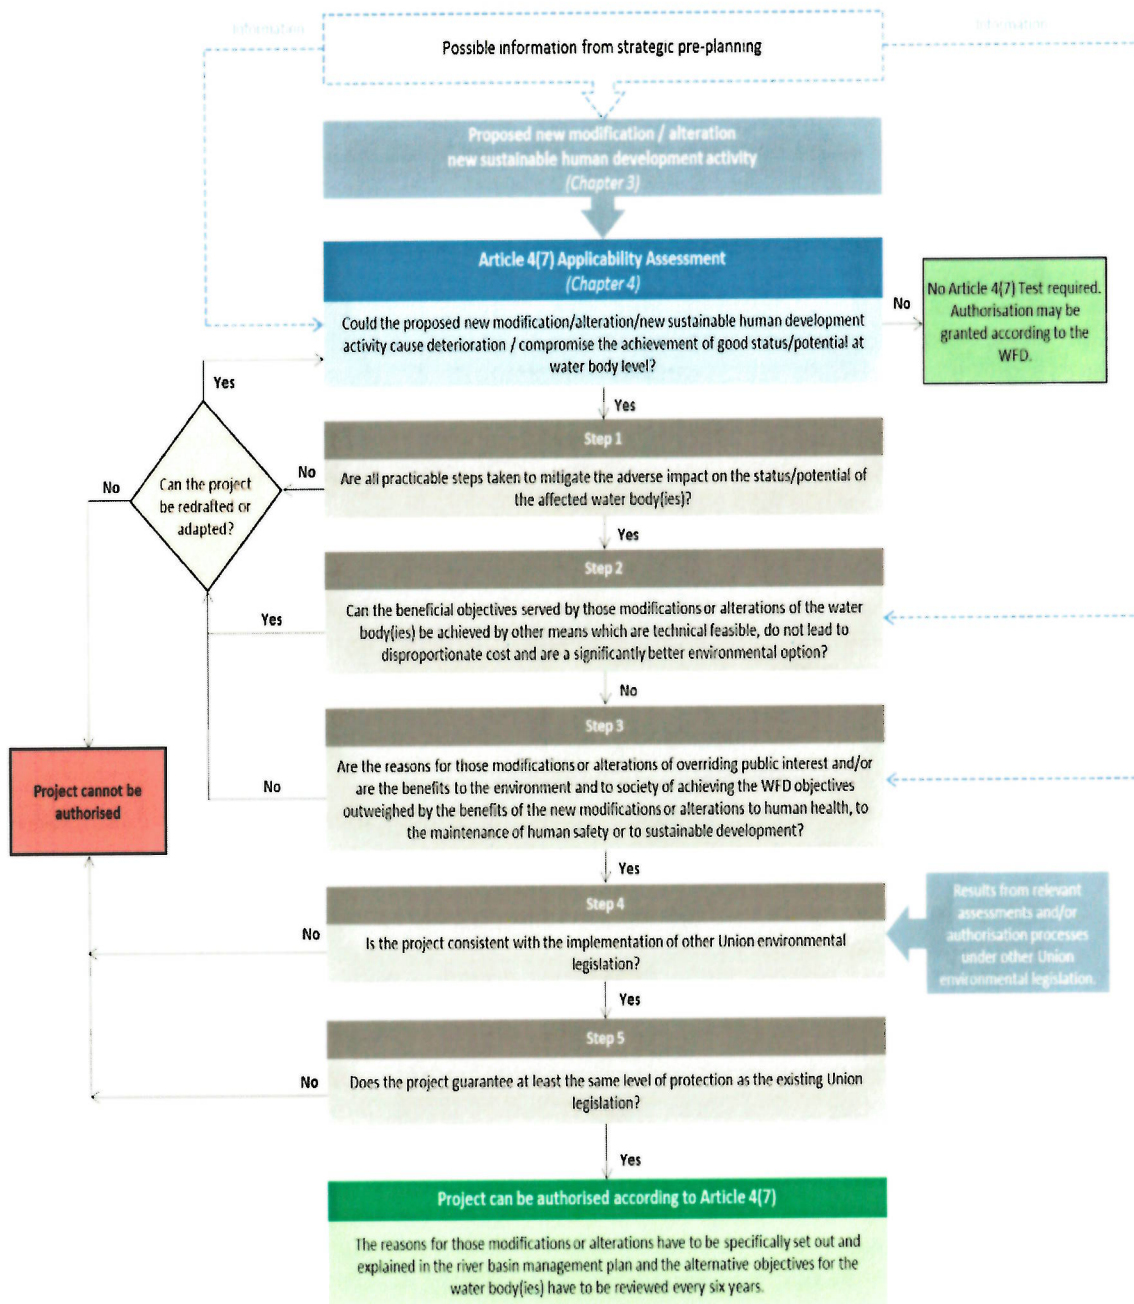 Information
Information
Possible information from strategic pre-planning
Proposed new modification / alteration
new sustainable human development activity
(Chapter 3)
Article 4(7) Applicability Assessment
(Chapter 4)
Could the proposed new modification/alteration/new sustainable human development
activity cause deterioration / compromise the achievement of good status/potential at
water body level?
No
No Article 4(7) Test required.
Authorisation may be
granted according to the
WFD.
Yes
Yes
Step 1
Are all practicable steps taken to mitigate the adverse impact on the status/potential of
the affected water body(ies)?
No
Can the project
be redrafted or
adapted?
No
Yes
Step 2
Can the beneficial objectives served by those modifications or alterations of the water
body(ies) be achieved by other means which are technical feasible, do not lead to
disproportionate cost and are a significantly better environmental option?
Yes
No
Step 3
Are the reasons for those modifications or alterations of overriding public interest and/or
are the benefits to the environment and to society of achieving the WFD objectives
outweighed by the benefits of the new modifications or alterations to human health, to
the maintenance of human safety or to sustainable development?
No
Project cannot be
authorised
Yes
Step 4
Is the project consistent with the implementation of other Union environmental
legislation?
No
Results from relevant
assessments and/or
authorisation processes
under other Union
environmental legislation.
Yes
Step 5
Does the project guarantee at least the same level of protection as the existing Union
legislation?
No
Yes
Project can be authorised according to Article 4(7)
The reasons for those modifications or alterations have to be specifically set out and
explained in the river basin management plan and the alternative objectives for the
water body(ies) have to be reviewed every six years.